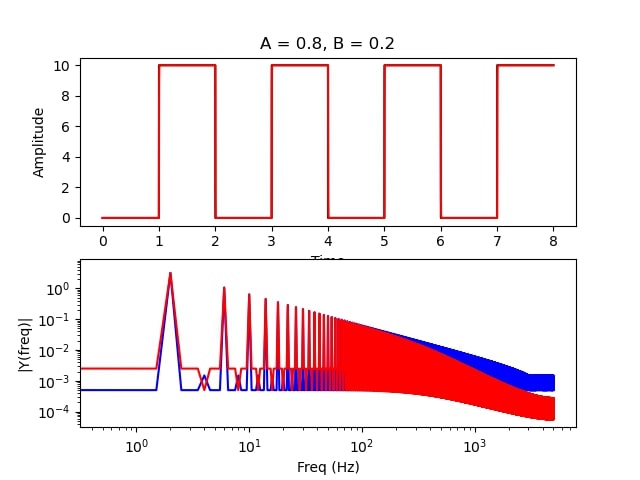 A = 0.8, B = 0.2
10
8
6
4
2
0
Amplitude
0 1 2 3 4 5 6 7 8
Time
10⁰
10⁻¹
10⁻²
10⁻³
10⁻⁴
|Y(freq)|
10⁰ 10¹ 10² 10³
Freq (Hz)